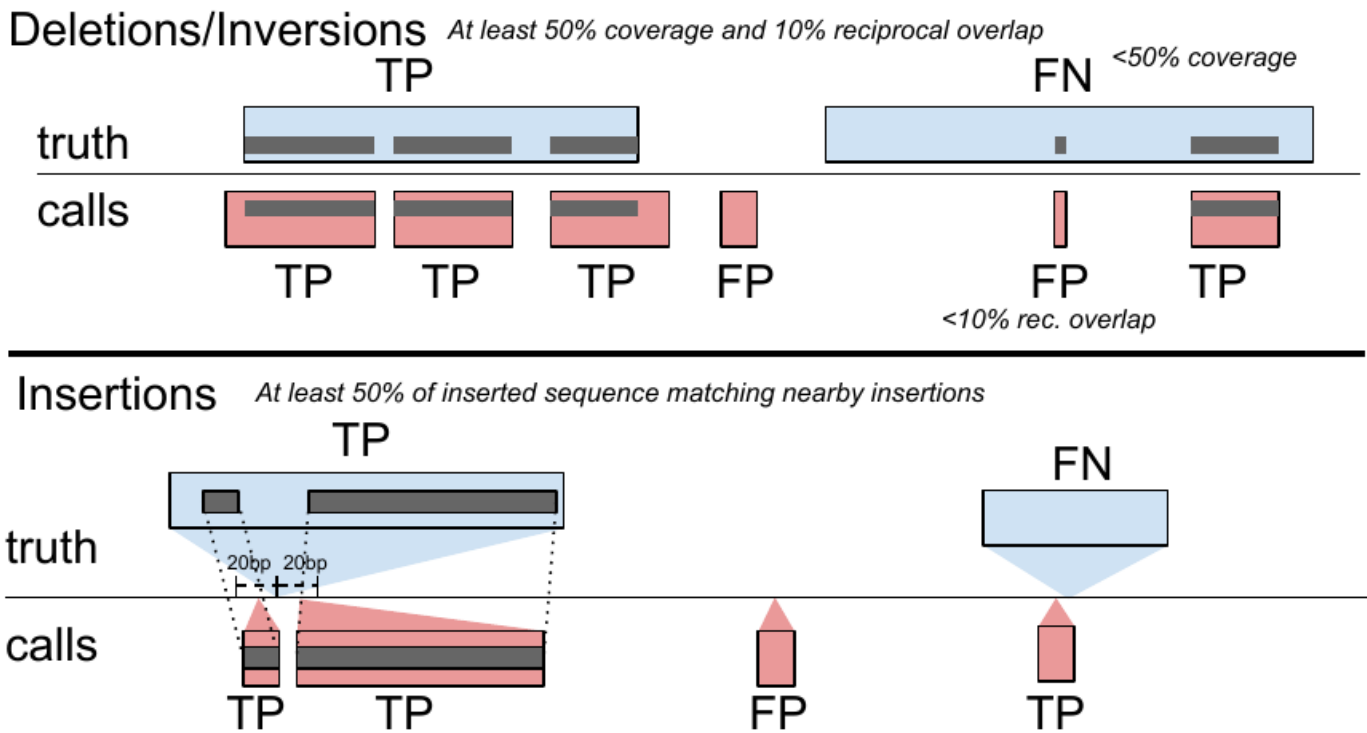 Deletions/Inversions At least 50% coverage and 10% reciprocal overlap
TP FN <50% coverage
truth
calls
TP TP TP FP FP TP
<10% rec. overlap
Insertions At least 50% of inserted sequence matching nearby insertions
TP FN
truth
20bp 20bp
calls
TP TP FP TP